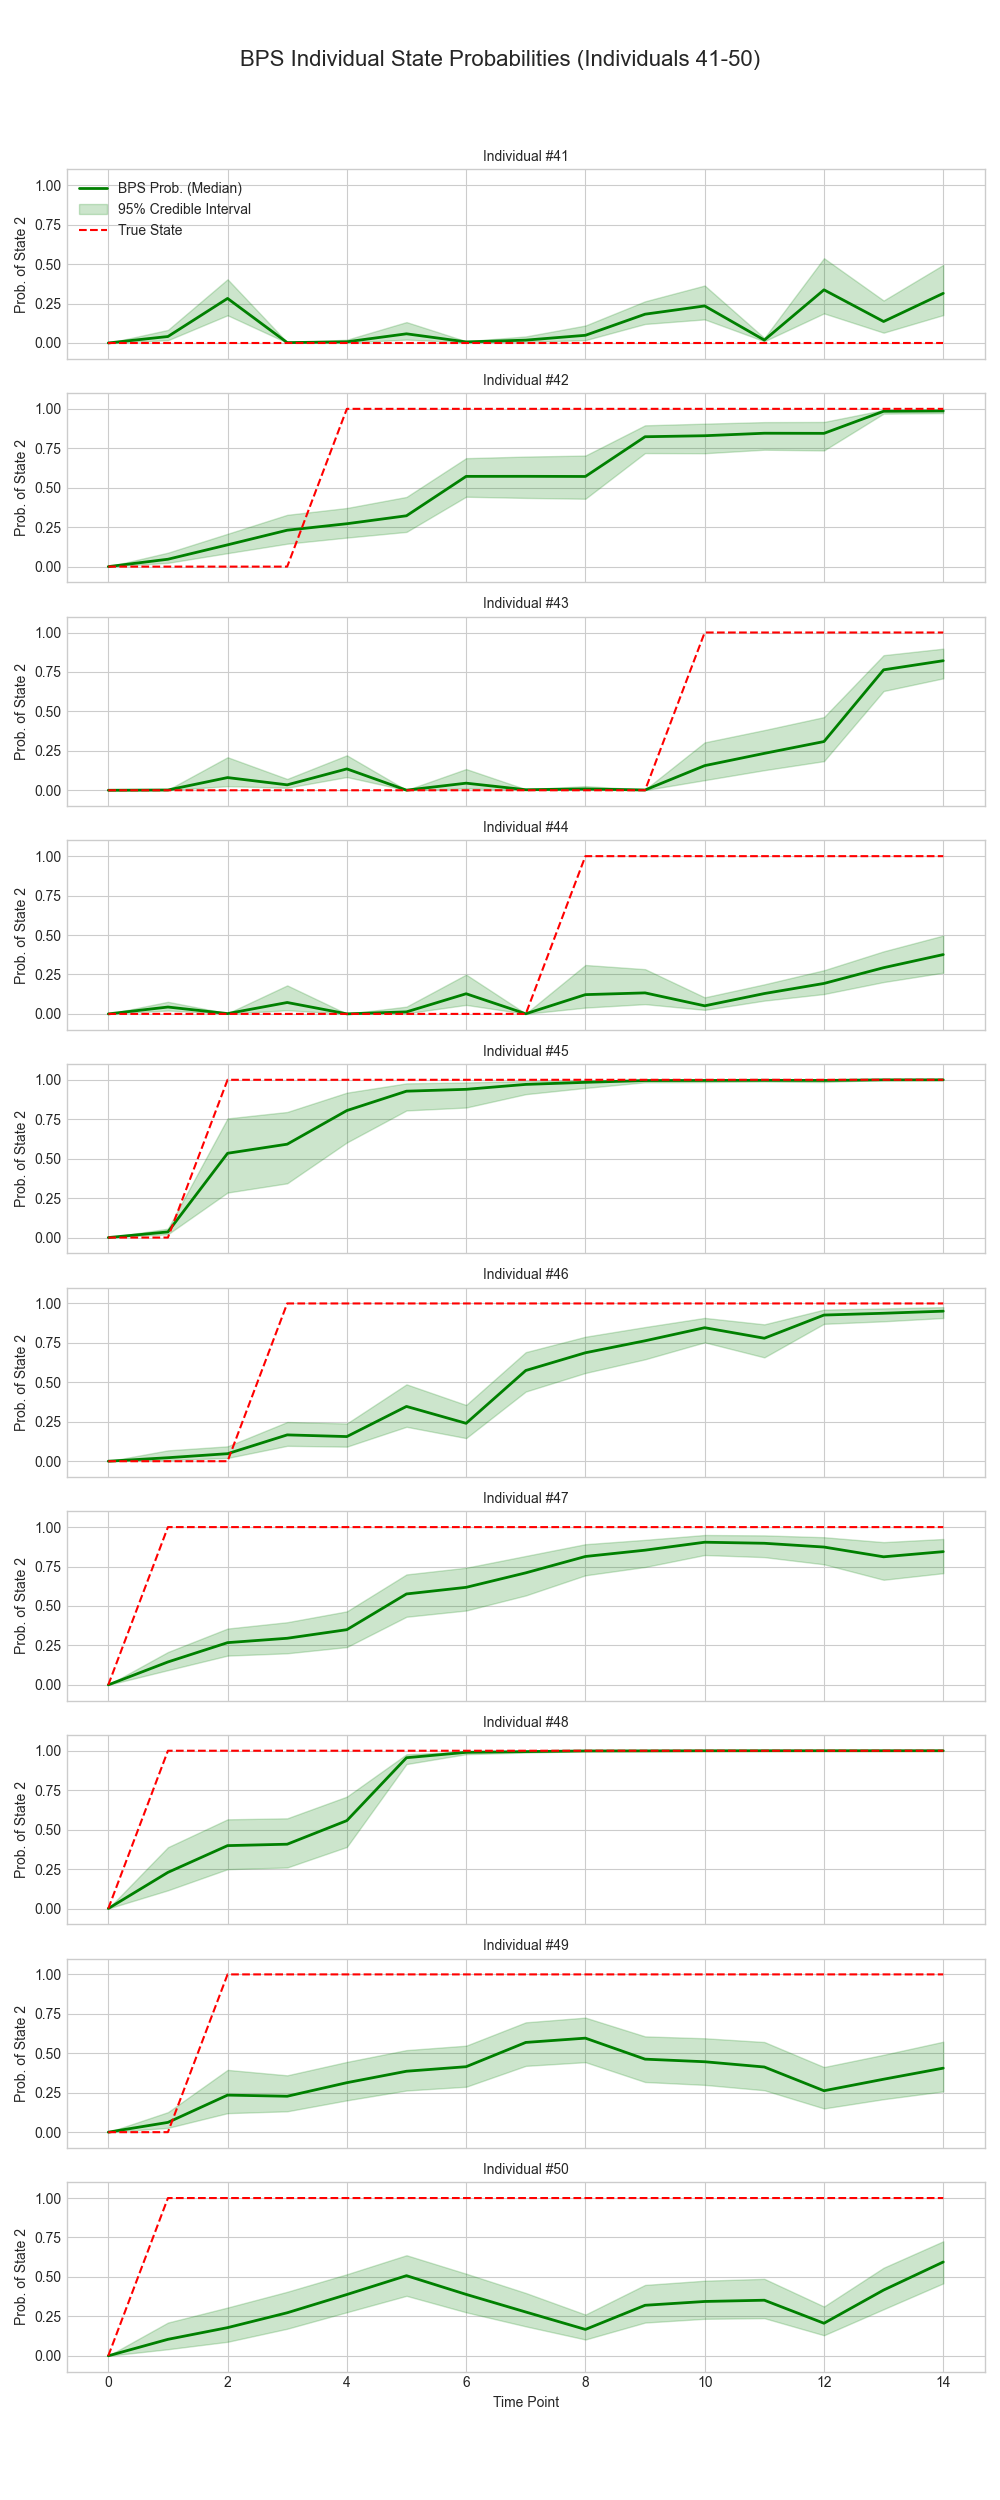 BPS Individual State Probabilities (Individuals 41-50)
Individual #41
BPS Prob. (Median)
95% Credible Interval
True State
Prob. of State 2
1.00
0.75
0.50
0.25
0.00
Individual #42
Prob. of State 2
1.00
0.75
0.50
0.25
0.00
Individual #43
Prob. of State 2
1.00
0.75
0.50
0.25
0.00
Individual #44
Prob. of State 2
1.00
0.75
0.50
0.25
0.00
Individual #45
Prob. of State 2
1.00
0.75
0.50
0.25
0.00
Individual #46
Prob. of State 2
1.00
0.75
0.50
0.25
0.00
Individual #47
Prob. of State 2
1.00
0.75
0.50
0.25
0.00
Individual #48
Prob. of State 2
1.00
0.75
0.50
0.25
0.00
Individual #49
Prob. of State 2
1.00
0.75
0.50
0.25
0.00
Individual #50
Prob. of State 2
1.00
0.75
0.50
0.25
0.00
0 2 4 6 8 10 12 14
Time Point